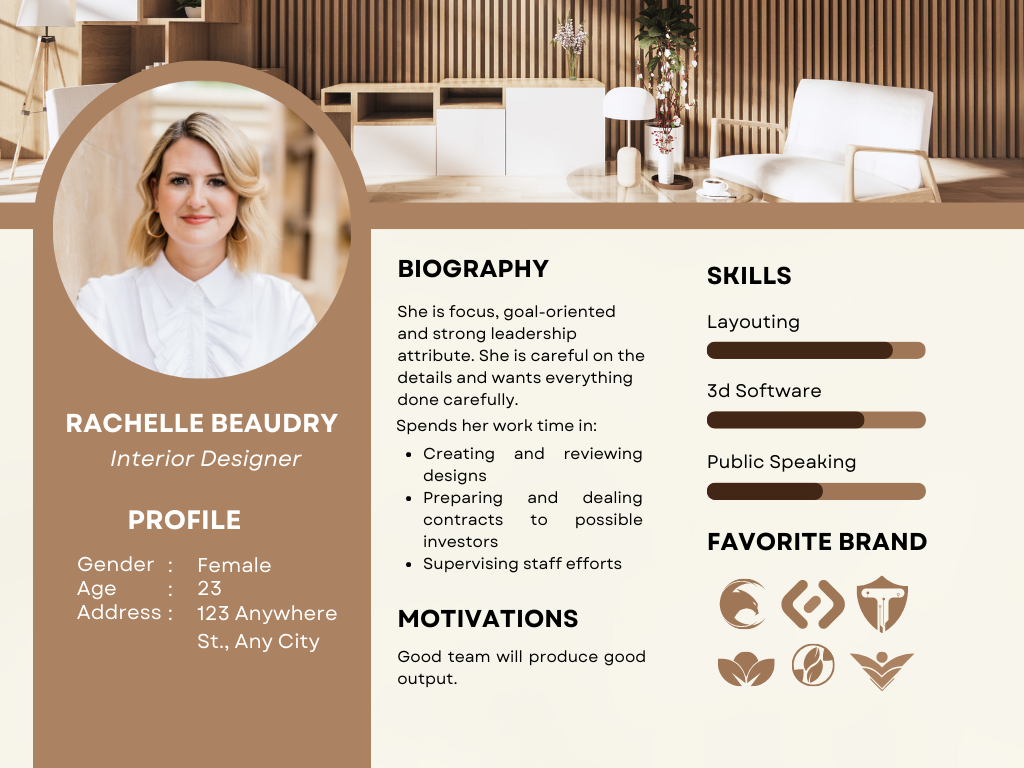 RACHELLE BEAUDRY
Interior Designer
PROFILE
Gender : Female
Age : 23
Address : 123 Anywhere
St., Any City
BIOGRAPHY
She is focus, goal-oriented
and strong leadership
attribute. She is careful on the
details and wants everything
done carefully.
Spends her work time in:
• Creating and reviewing
designs
• Preparing and dealing
contracts to possible
investors
• Supervising staff efforts
MOTIVATIONS
Good team will produce good
output.
SKILLS
Layouting
3d Software
Public Speaking
FAVORITE BRAND